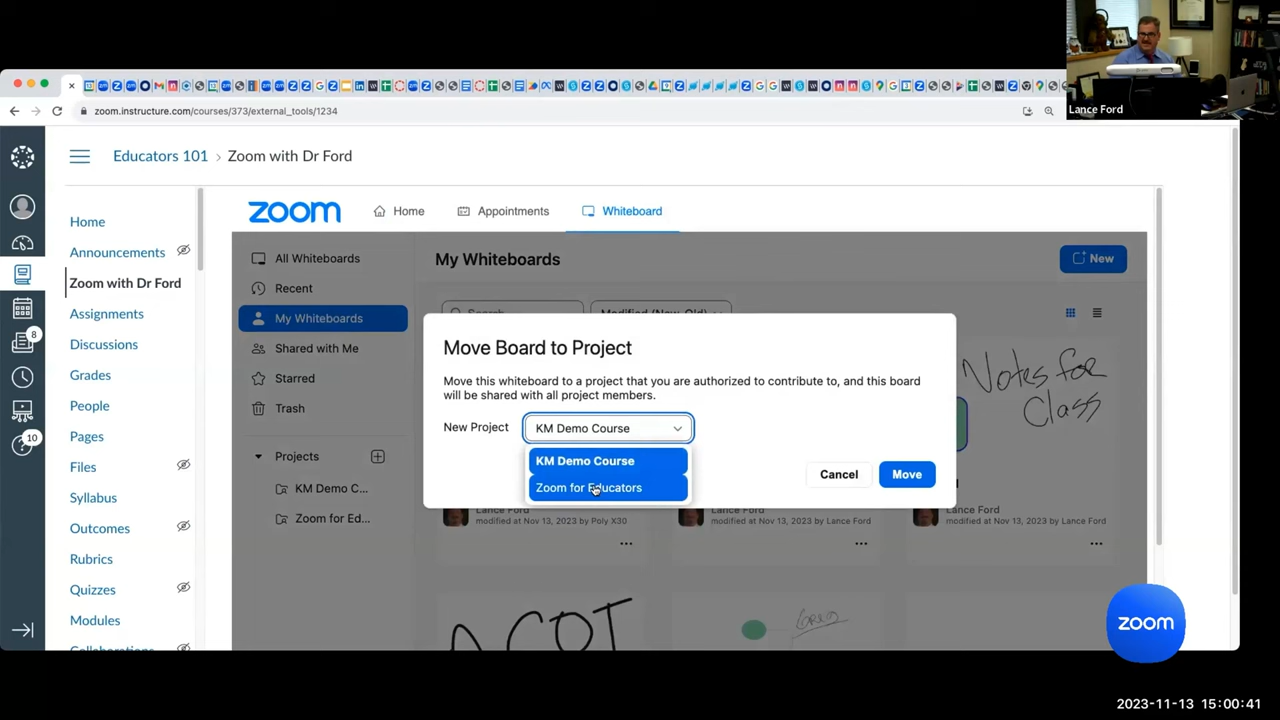 Lance Ford
zoom.instructure.com/courses/373/external_tools/1234
Educators 101 › Zoom with Dr Ford
zoom
Home
Appointments
Whiteboard
Home
Announcements
Zoom with Dr Ford
Assignments
Discussions
Grades
People
Pages
Files
Syllabus
Outcomes
Rubrics
Quizzes
Modules
Collaborations
8
10
All Whiteboards
Recent
My Whiteboards
Shared with Me
Starred
Trash
Projects
KM Demo C...
Zoom for Ed...
My Whiteboards
New
Search
Modified (New-Old)
Notes for
Class
Move Board to Project
Move this whiteboard to a project that you are authorized to contribute to, and this board
will be shared with all project members.
New Project
KM Demo Course
KM Demo Course
Zoom for Educators
Cancel
Move
Lance Ford
modified at Nov 13, 2023 by Poly X30
Lance Ford
modified at Nov 13, 2023 by Lance Ford
Lance Ford
modified at Nov 13, 2023 by Lance Ford
zoom
2023-11-13 15:00:41